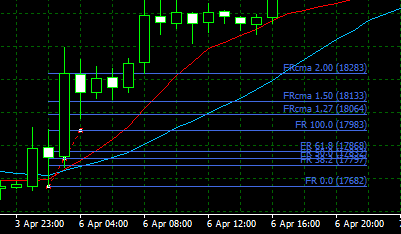 FRcma 2.00 (18283)
FRcma 1.50 (18133)
FRcma 1.27 (18064)
FR 100.0 (17983)
FR 61.8 (17868)
FR 38.2 (17797)
FR 0.0 (17682)
3 Apr 23:00 6 Apr 04:00 6 Apr 08:00 6 Apr 12:00 6 Apr 16:00 6 Apr 20:00